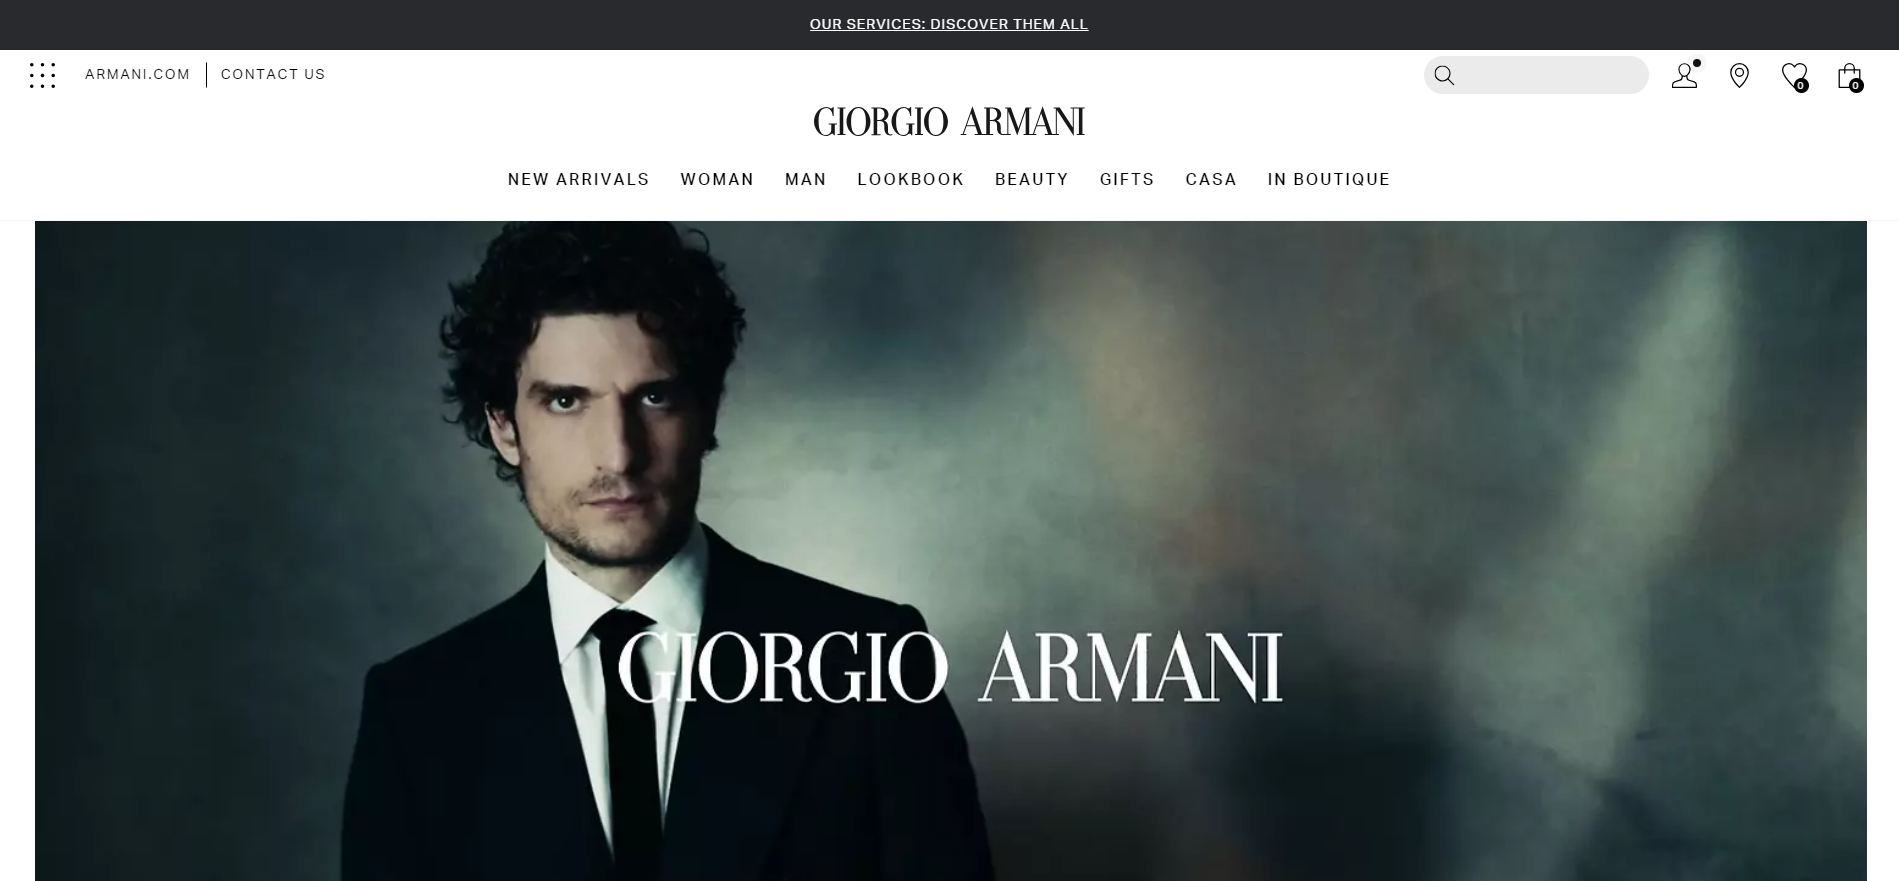 OUR SERVICES: DISCOVER THEM ALL
ARMANI.COM CONTACT US
0 0
GIORGIO ARMANI
NEW ARRIVALS WOMAN MAN LOOKBOOK BEAUTY GIFTS CASA IN BOUTIQUE
GIORGIO ARMANI